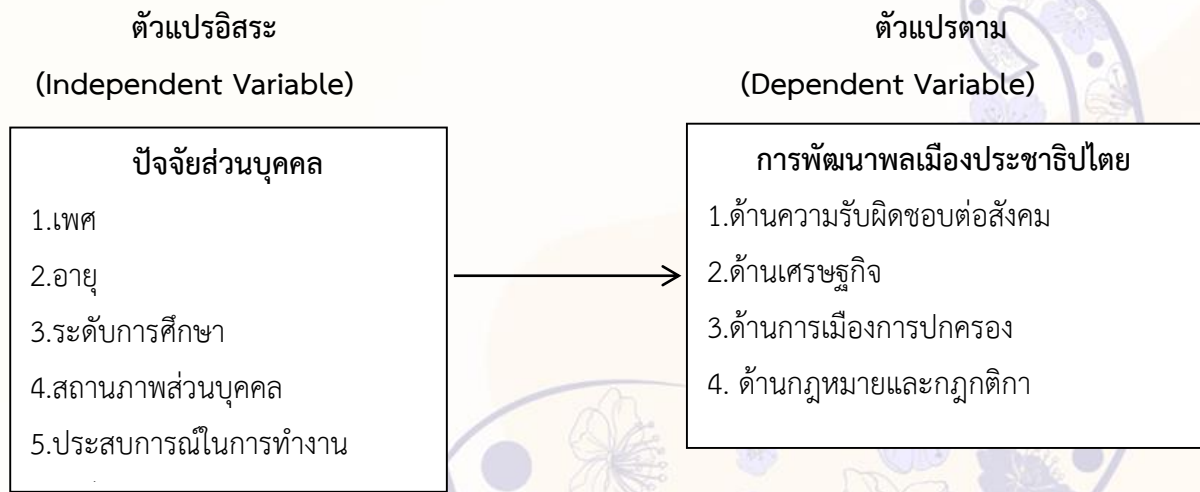 ตัวแปรอิสระ
(Independent Variable)
ปัจจัยส่วนบุคคล
1.เพศ
2.อายุ
3.ระดับการศึกษา
4.สถานภาพส่วนบุคคล
5.ประสบการณ์ในการทำงาน
ตัวแปรตาม
(Dependent Variable)
การพัฒนาพลเมืองประชาธิปไตย
1.ด้านความรับผิดชอบต่อสังคม
2.ด้านเศรษฐกิจ
3.ด้านการเมืองการปกครอง
4. ด้านกฎหมายและกฎกติกา